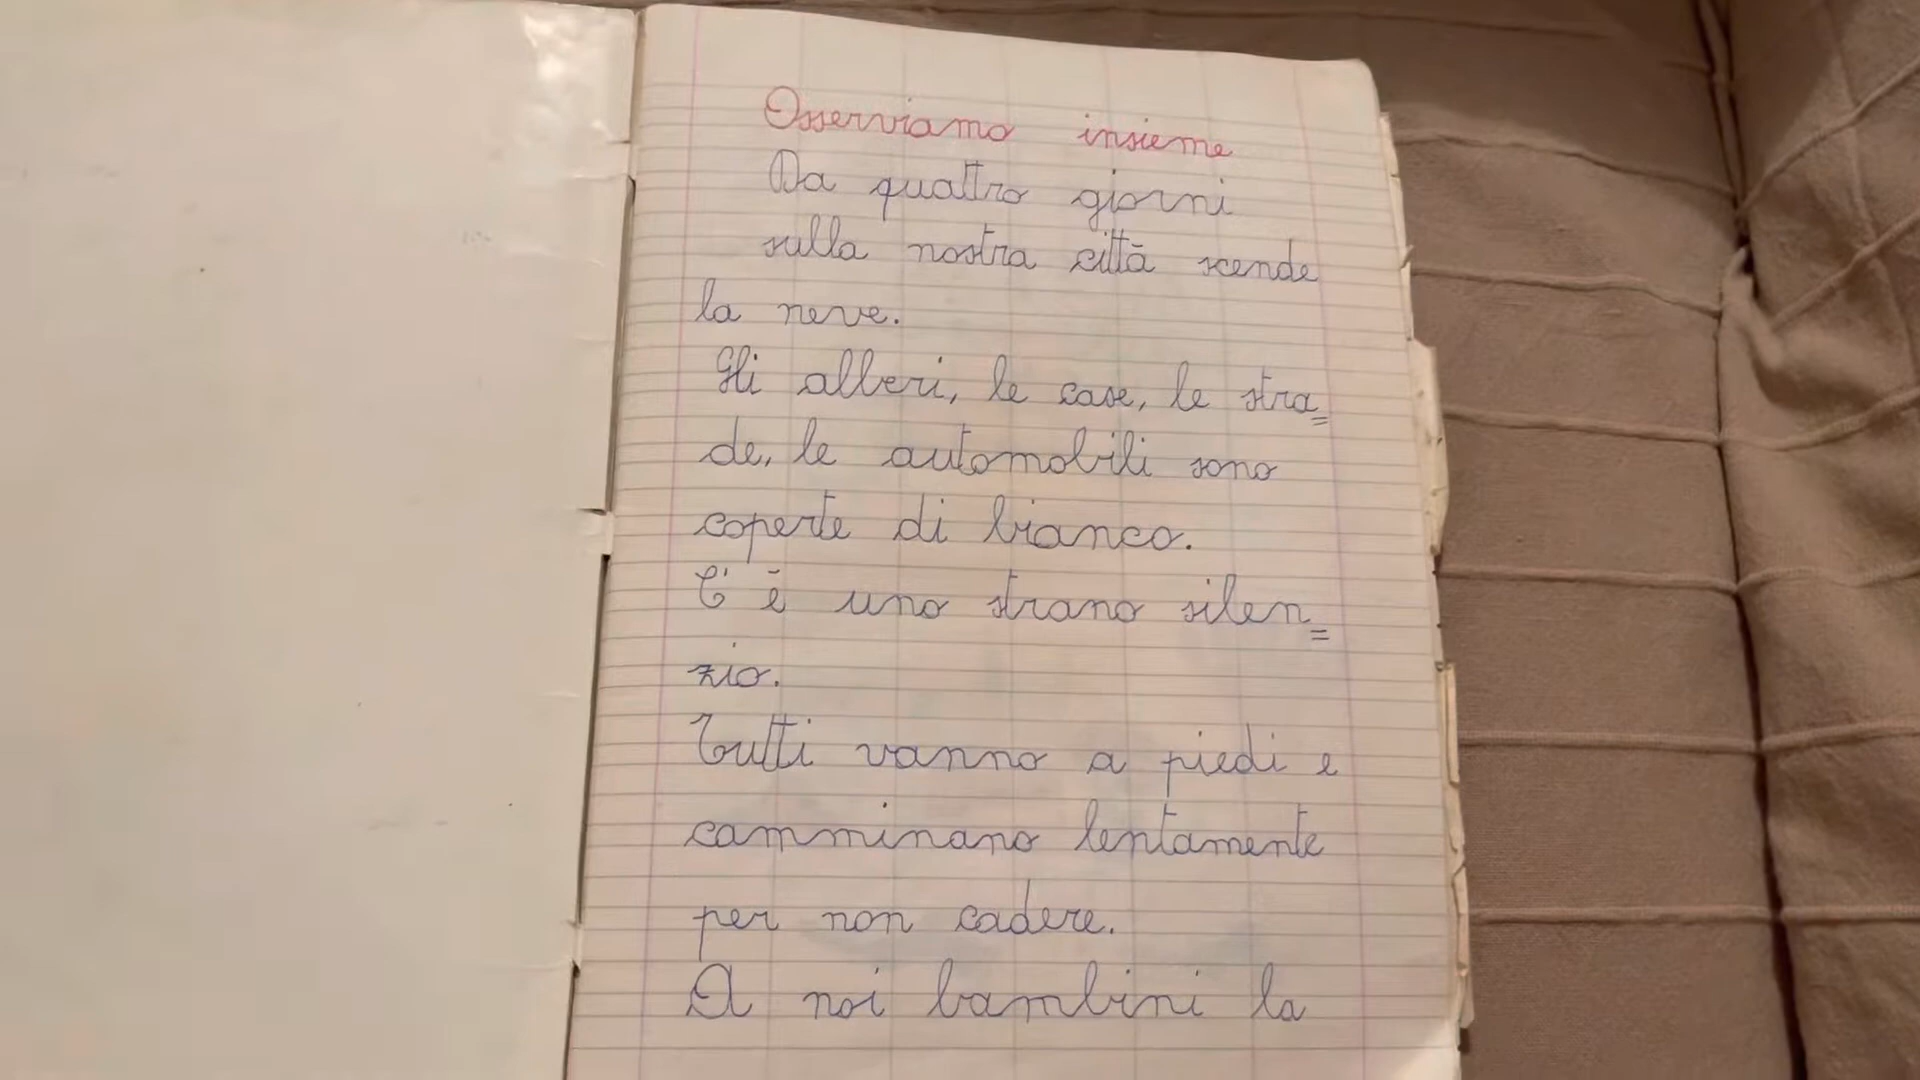 Osserviamo insieme
Da quattro giorni
sulla nostra città scende
la neve.
Gli alberi, le case, le stra=
de, le automobili sono
coperte di bianco.
C'è uno strano silen=
zio.
Tutti vanno a piedi e
camminano lentamente
per non cadere.
A noi bambini la